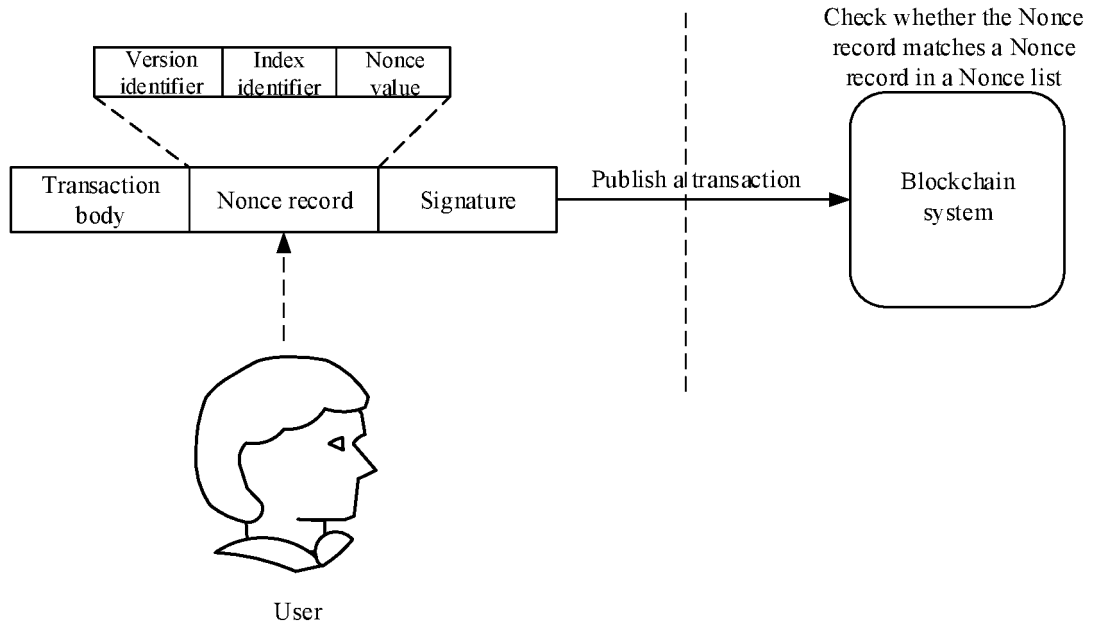 Check whether the Nonce
record matches a Nonce
record in a Nonce list
Version
identifier
Index
identifier
Nonce
value
Transaction
body
Nonce record
Signature
Publish a transaction
Blockchain
system
User